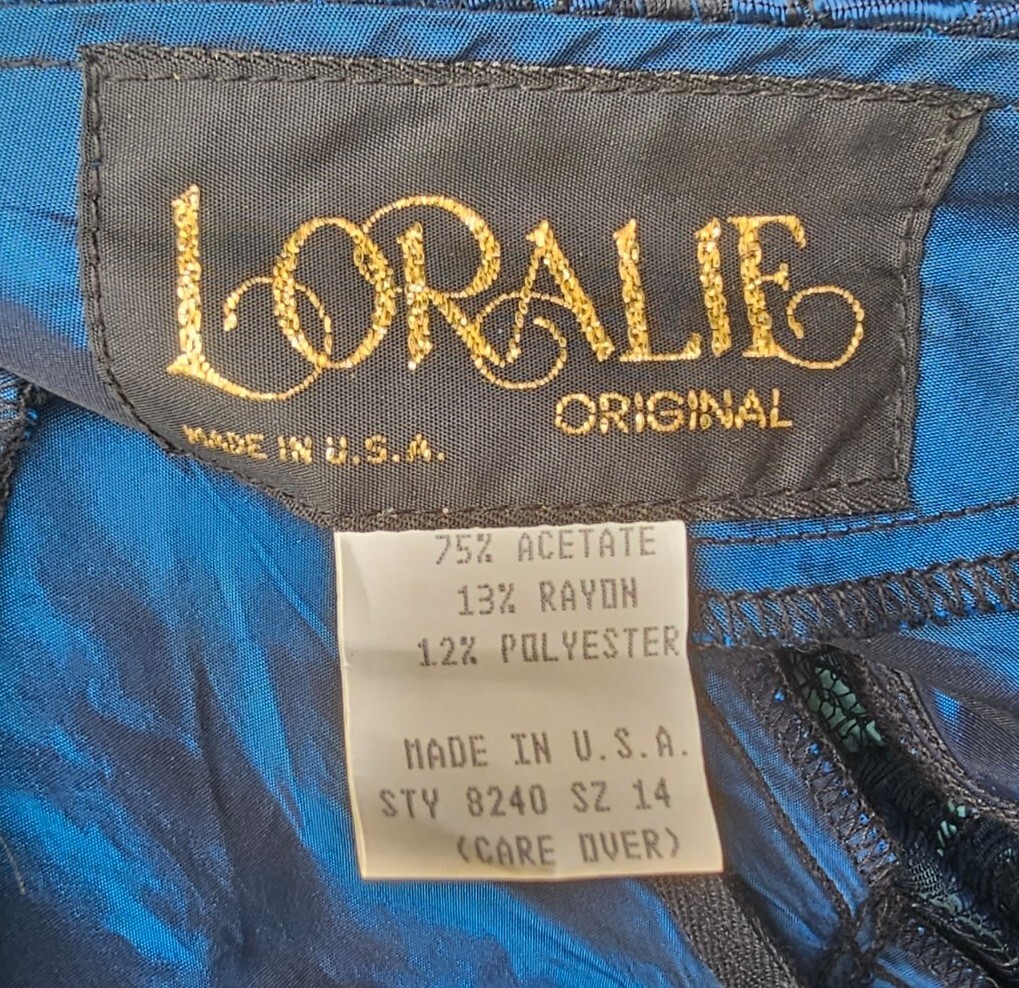 LORALIE
ORIGINAL
MADE IN U.S.A.
75% ACETATE
13% RAYON
12% POLYESTER
MADE IN U.S.A.
STY 8240 SZ 14
(CARE OVER)